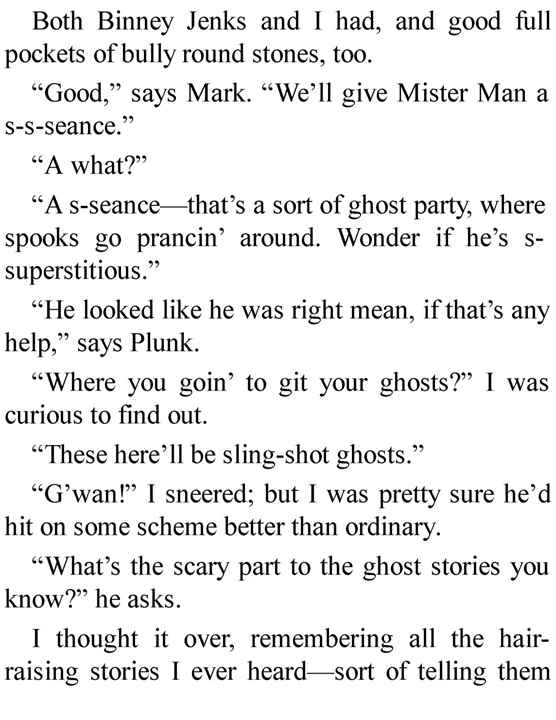 Both Binney Jenks and I had, and good full
pockets of bully round stones, too.
“Good,” says Mark. “We’ll give Mister Man a
s-s-seance.”
“A what?”
“A s-seance—that’s a sort of ghost party, where
spooks go prancin’ around. Wonder if he’s s-
superstitious.”
“He looked like he was right mean, if that’s any
help,” says Plunk.
“Where you goin’ to git your ghosts?” I was
curious to find out.
“These here’ll be sling-shot ghosts.”
“G’wan!” I sneered; but I was pretty sure he’d
hit on some scheme better than ordinary.
“What’s the scary part to the ghost stories you
know?” he asks.
I thought it over, remembering all the hair-
raising stories I ever heard—sort of telling them